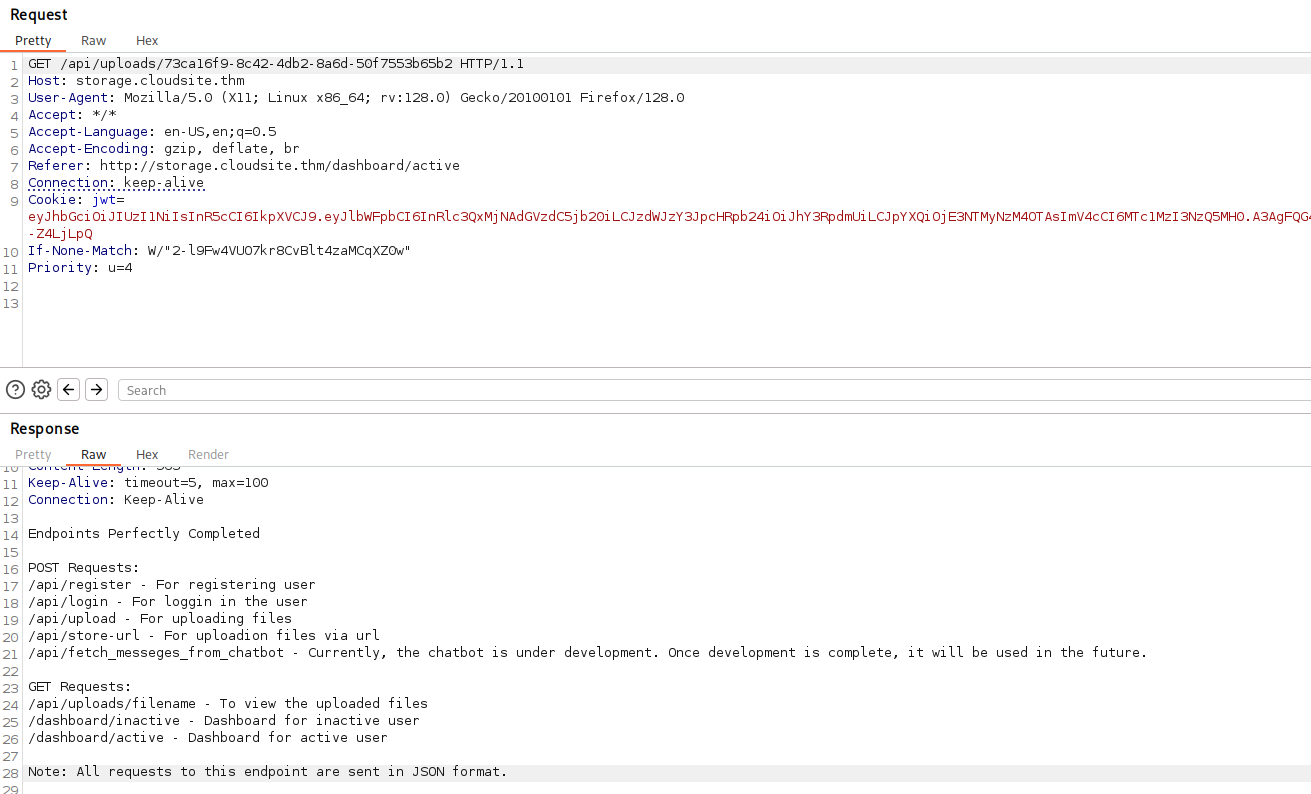 Request
Pretty Raw Hex
1 GET /api/uploads/73ca16f9-8c42-4db2-8a6d-50f7553b65b2 HTTP/1.1
2 Host: storage.cloudsite.thm
3 User-Agent: Mozilla/5.0 (X11; Linux x86_64; rv:128.0) Gecko/20100101 Firefox/128.0
4 Accept: */*
5 Accept-Language: en-US,en;q=0.5
6 Accept-Encoding: gzip, deflate, br
7 Referer: http://storage.cloudsite.thm/dashboard/active
8 Connection: keep-alive
9 Cookie: jwt=
eyJhbGciOiJIUzI1NiIsInR5cCI6IkpXVCJ9.eyJlbWFpbCI6InRlc3QxMjNAdGVzdC5jb20iLCJzdWJzY3JpcHRpb24iOiJhY3RpdmUiLCJpYXQiOjE3NTMyNzM4OTAsImV4cCI6MTc1MzI3NzQ5MH0.A3AgFQG4
-Z4LjLpQ
10 If-None-Match: W/"2-l9Fw4VUO7kr8CvBlt4zaMCqXZ0w"
11 Priority: u=4
12
13
Search
Response
Pretty Raw Hex Render
10 Content-Length:
11 Keep-Alive: timeout=5, max=100
12 Connection: Keep-Alive
13
14 Endpoints Perfectly Completed
15
16 POST Requests:
17 /api/register - For registering user
18 /api/login - For loggin in the user
19 /api/upload - For uploading files
20 /api/store-url - For uploadion files via url
21 /api/fetch_messeges_from_chatbot - Currently, the chatbot is under development. Once development is complete, it will be used in the future.
22
23 GET Requests:
24 /api/uploads/filename - To view the uploaded files
25 /dashboard/inactive - Dashboard for inactive user
26 /dashboard/active - Dashboard for active user
27
28 Note: All requests to this endpoint are sent in JSON format.
29